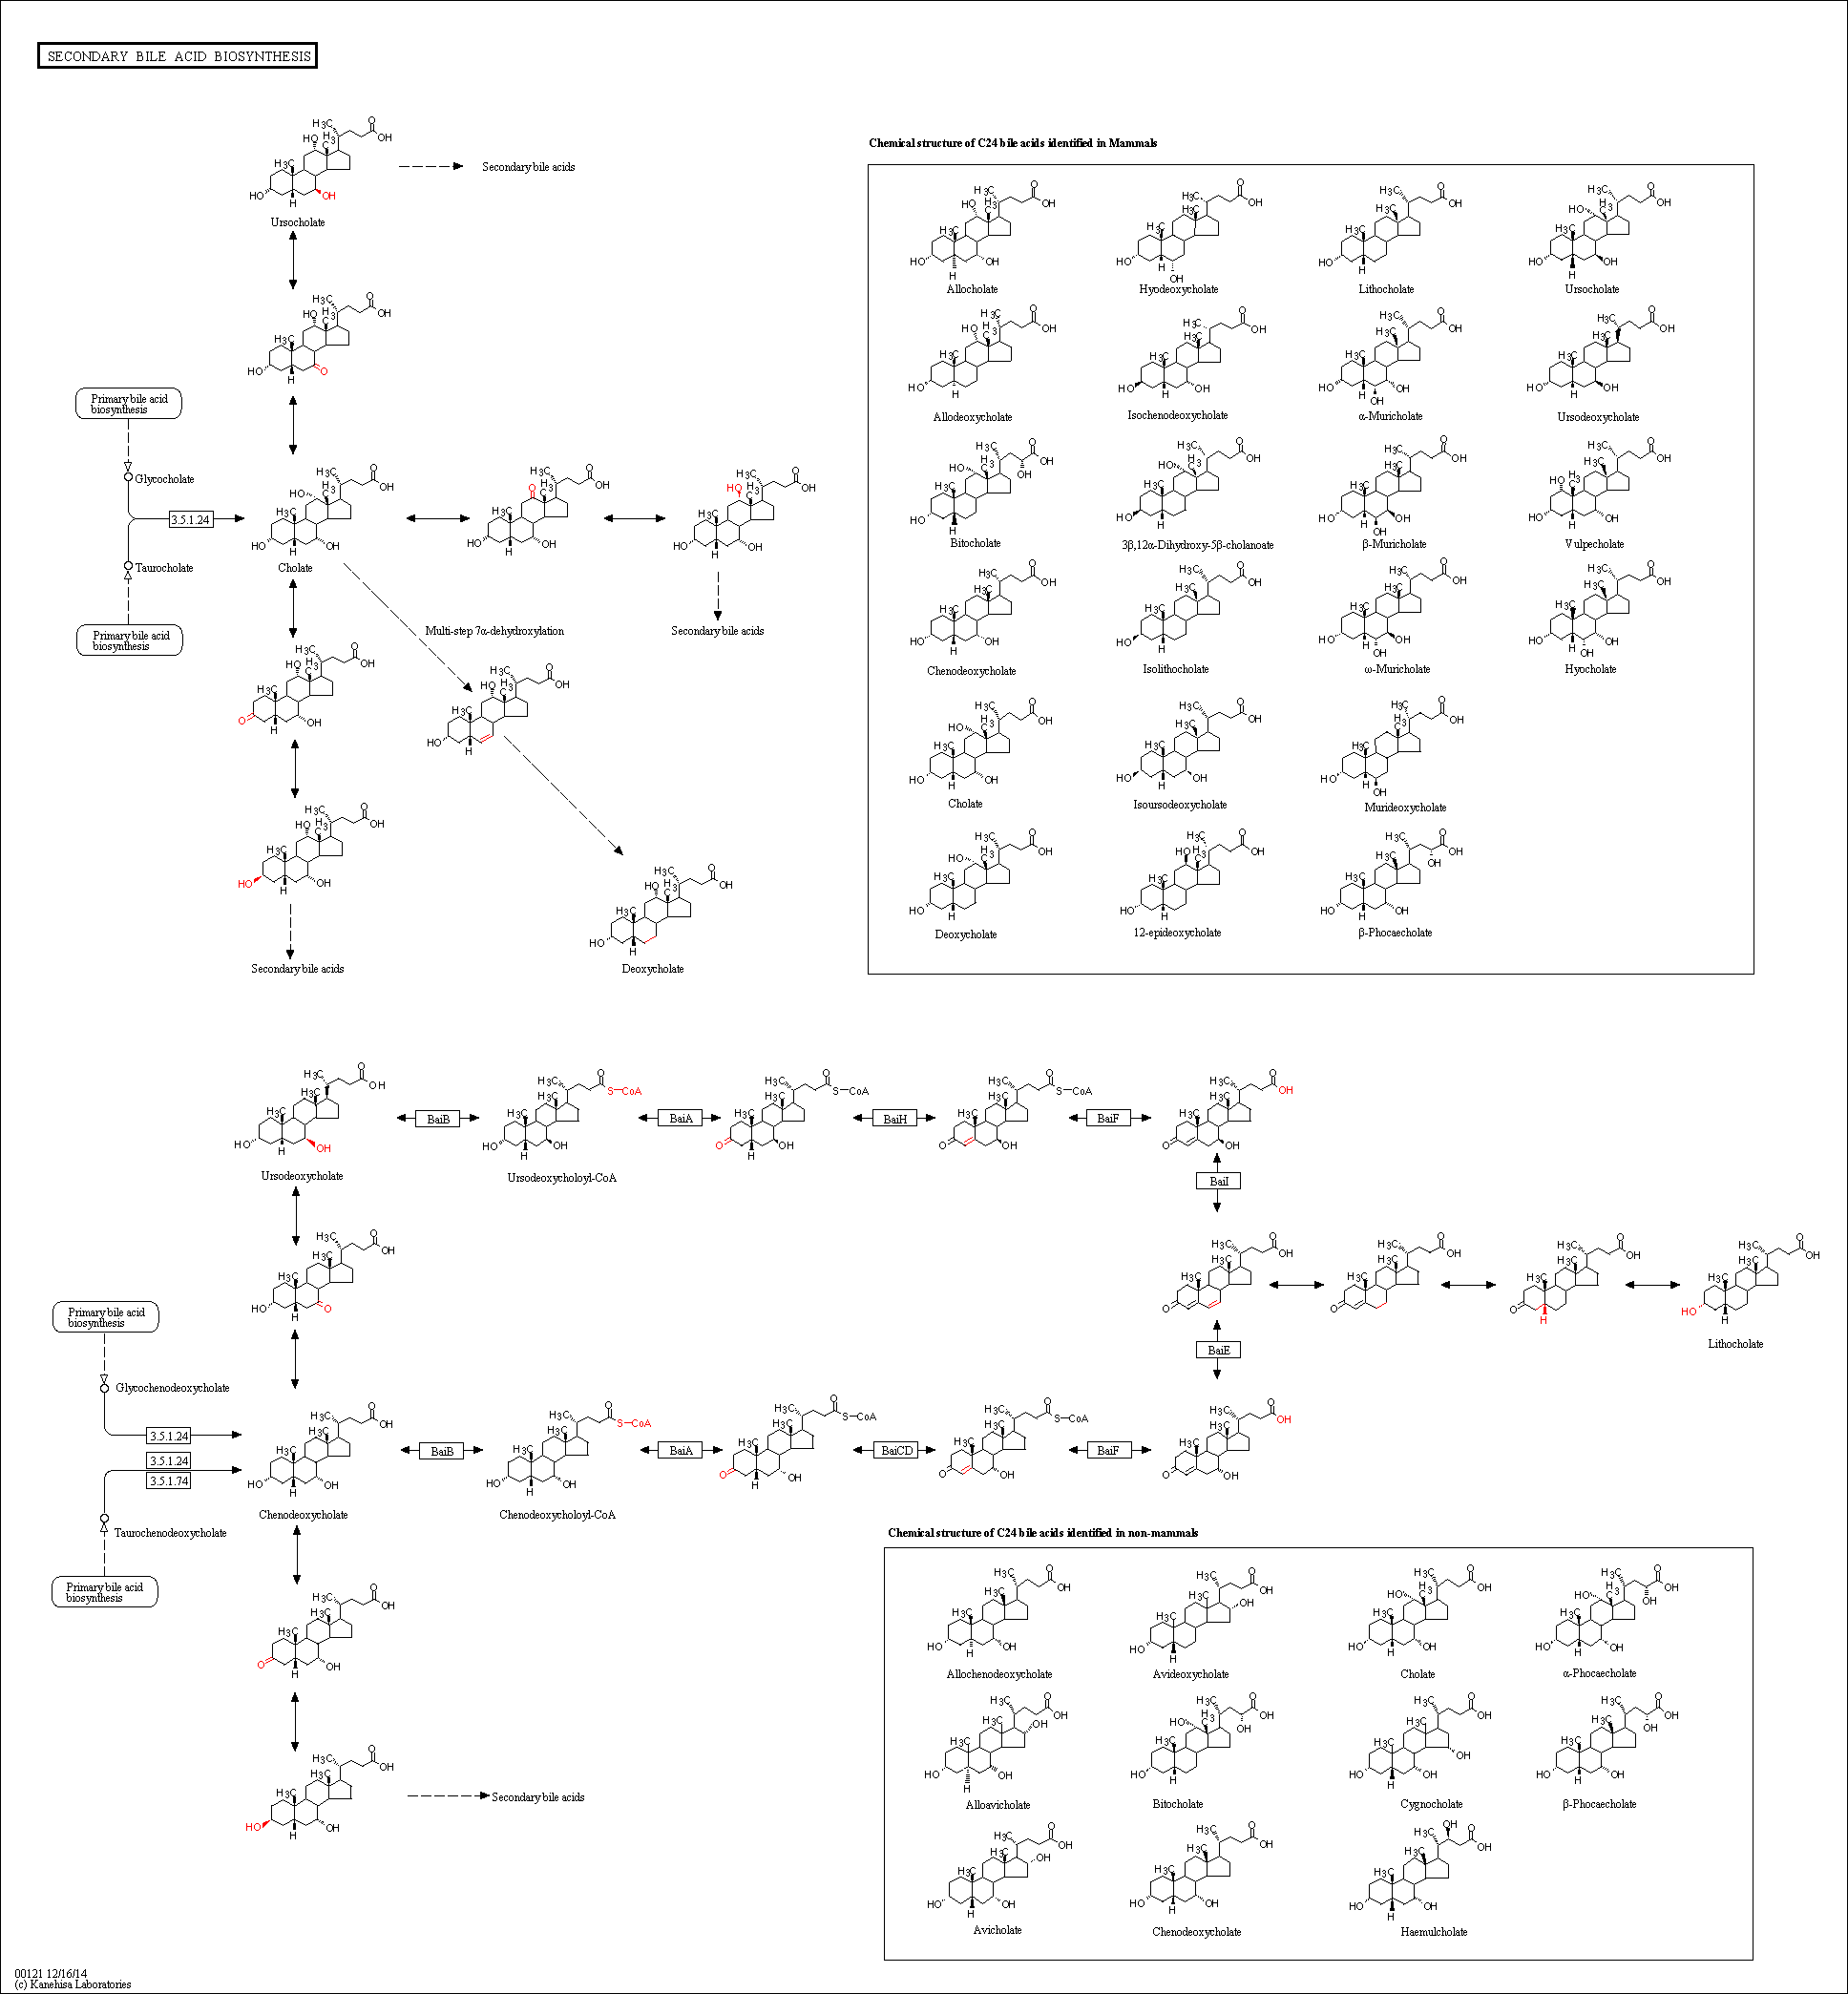 SECONDARY BILE ACID BIOSYNTHESIS
Secondary bile acids
Ursocholate
Primary bile acid
biosynthesis
Glycocholate
3.5.1.24
Taurocholate
Cholate
Primary bile acid
biosynthesis
Multi-step 7α-dehydroxylation
Secondary bile acids
Secondary bile acids
Deoxycholate
Chemical structure of C24 bile acids identified in Mammals
Allocholate
Hyodeoxycholate
Lithocholate
Ursocholate
Allodeoxycholate
Isochenodeoxycholate
α-Muricholate
Ursodeoxycholate
Bitocholate
3β,12α-Dihydroxy-5β-cholanoate
β-Muricholate
Vulpecholate
Chenodeoxycholate
Isolithocholate
ω-Muricholate
Hyocholate
Cholate
Isoursodeoxycholate
Murideoxycholate
Deoxycholate
12-epideoxycholate
β-Phocaecholate
BaiB
BaiA
BaiH
BaiF
Ursodeoxycholate
Ursodeoxycholoyl-CoA
BaiI
Primary bile acid
biosynthesis
Lithocholate
BaiE
Glycochenodeoxycholate
3.5.1.24
3.5.1.24
3.5.1.74
BaiB
BaiA
BaiCD
BaiF
Chenodeoxycholate
Chenodeoxycholoyl-CoA
Taurochenodeoxycholate
Primary bile acid
biosynthesis
Secondary bile acids
Chemical structure of C24 bile acids identified in non-mammals
Allochenodeoxycholate
Avideoxycholate
Cholate
α-Phocaecholate
Alloavicholate
Bitocholate
Cygnocholate
β-Phocaecholate
Avicholate
Chenodeoxycholate
Haemulcholate
00121 12/16/14
(c) Kanehisa Laboratories